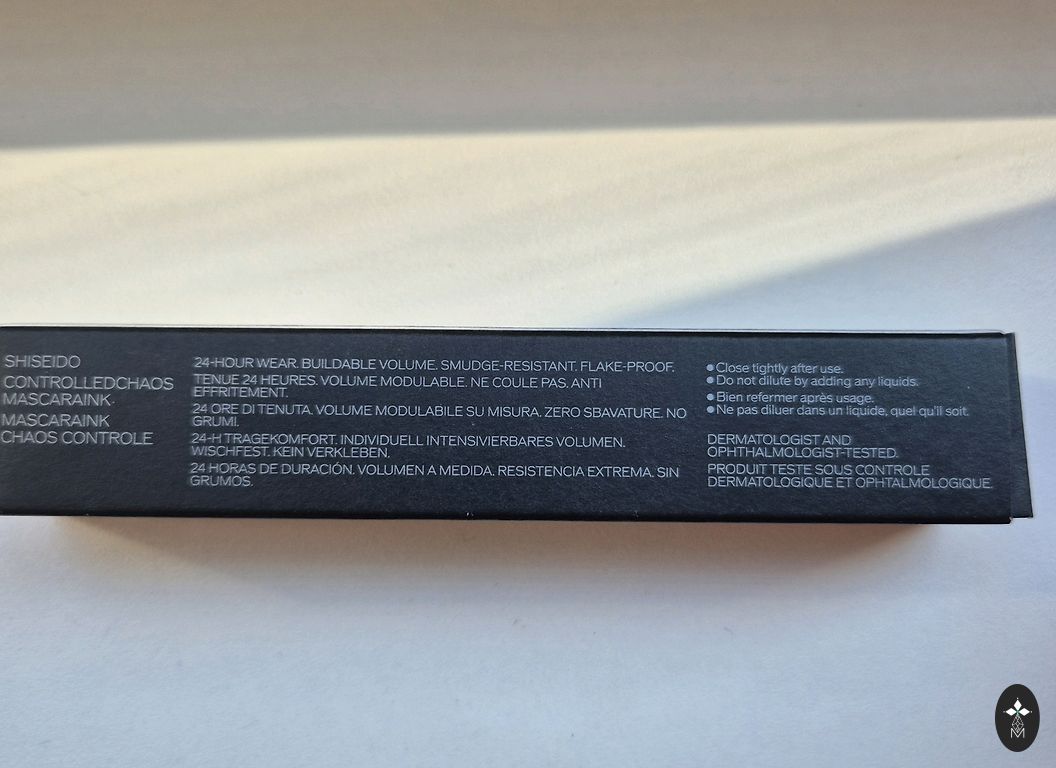 SHISEIDO
CONTROLLEDCHAOS
MASCARAINK
MASCARAINK
CHAOS CONTROLE
24-HOUR WEAR. BUILDABLE VOLUME. SMUDGE-RESISTANT. FLAKE-PROOF.
TENUE 24 HEURES. VOLUME MODULABLE. NE COULE PAS, ANTI
EFFRITEMENT.
24 ORE DI TENUTA. VOLUME MODULABILE SU MISURA. ZERO SBAVATURE, NO
GRUMI.
24-H TRAGEKOMFORT. INDIVIDUELL INTENSIVIERBARES VOLUMEN.
WISCHFEST. KEIN VERKLEBEN.
24 HORAS DE DURACIÓN. VOLUMEN A MEDIDA. RESISTENCIA EXTREMA. SIN
GRUMOS.
● Close tightly after use.
● Do not dilute by adding any liquids.
● Bien refermer après usage.
● Ne pas diluer dans un liquide, quel qu'il soit.
DERMATOLOGIST AND
OPHTHALMOLOGIST-TESTED.
PRODUIT TESTE SOUS CONTROLE
DERMATOLOGIQUE ET OPHTALMOLOGIQUE.
M